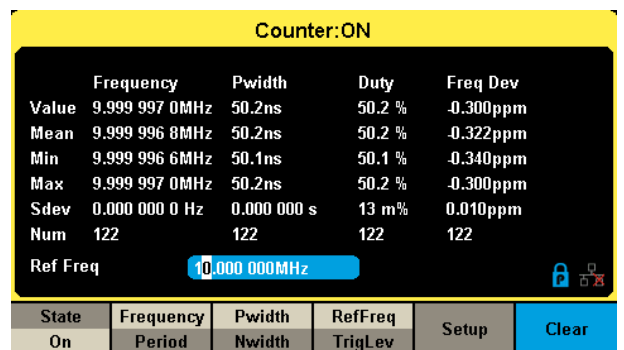 Counter:ON
Frequency Pwidth Duty Freq Dev
Value 9.999 997 0MHz 50.2ns 50.2 % -0.300ppm
Mean 9.999 996 8MHz 50.2ns 50.2 % -0.322ppm
Min 9.999 996 6MHz 50.1ns 50.1 % -0.340ppm
Max 9.999 997 0MHz 50.2ns 50.2 % -0.300ppm
Sdev 0.000 000 0 Hz 0.000 000 s 13 m% 0.010ppm
Num 122 122 122 122
Ref Freq 10.000 000MHz
P
State Frequency Pwidth RefFreq Setup Clear
On Period Nwidth TrigLev